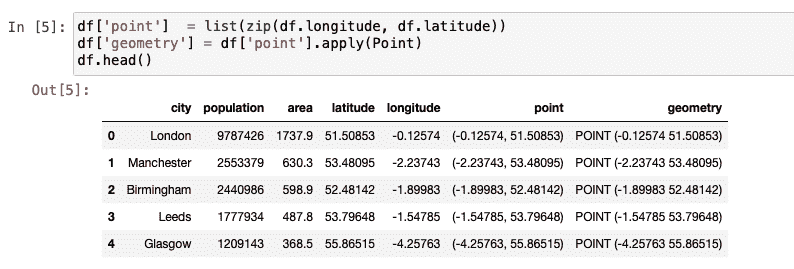 In [5]: df['point']  = list(zip(df.longitude, df.latitude))
df['geometry'] = df['point'].apply(Point)
df.head()
Out[5]:
city population area latitude longitude point geometry
0 London 9787426 1737.9 51.50853 -0.12574 (-0.12574, 51.50853) POINT (-0.12574 51.50853)
1 Manchester 2553379 630.3 53.48095 -2.23743 (-2.23743, 53.48095) POINT (-2.23743 53.48095)
2 Birmingham 2440986 598.9 52.48142 -1.89983 (-1.89983, 52.48142) POINT (-1.89983 52.48142)
3 Leeds 1777934 487.8 53.79648 -1.54785 (-1.54785, 53.79648) POINT (-1.54785 53.79648)
4 Glasgow 1209143 368.5 55.86515 -4.25763 (-4.25763, 55.86515) POINT (-4.25763 55.86515)